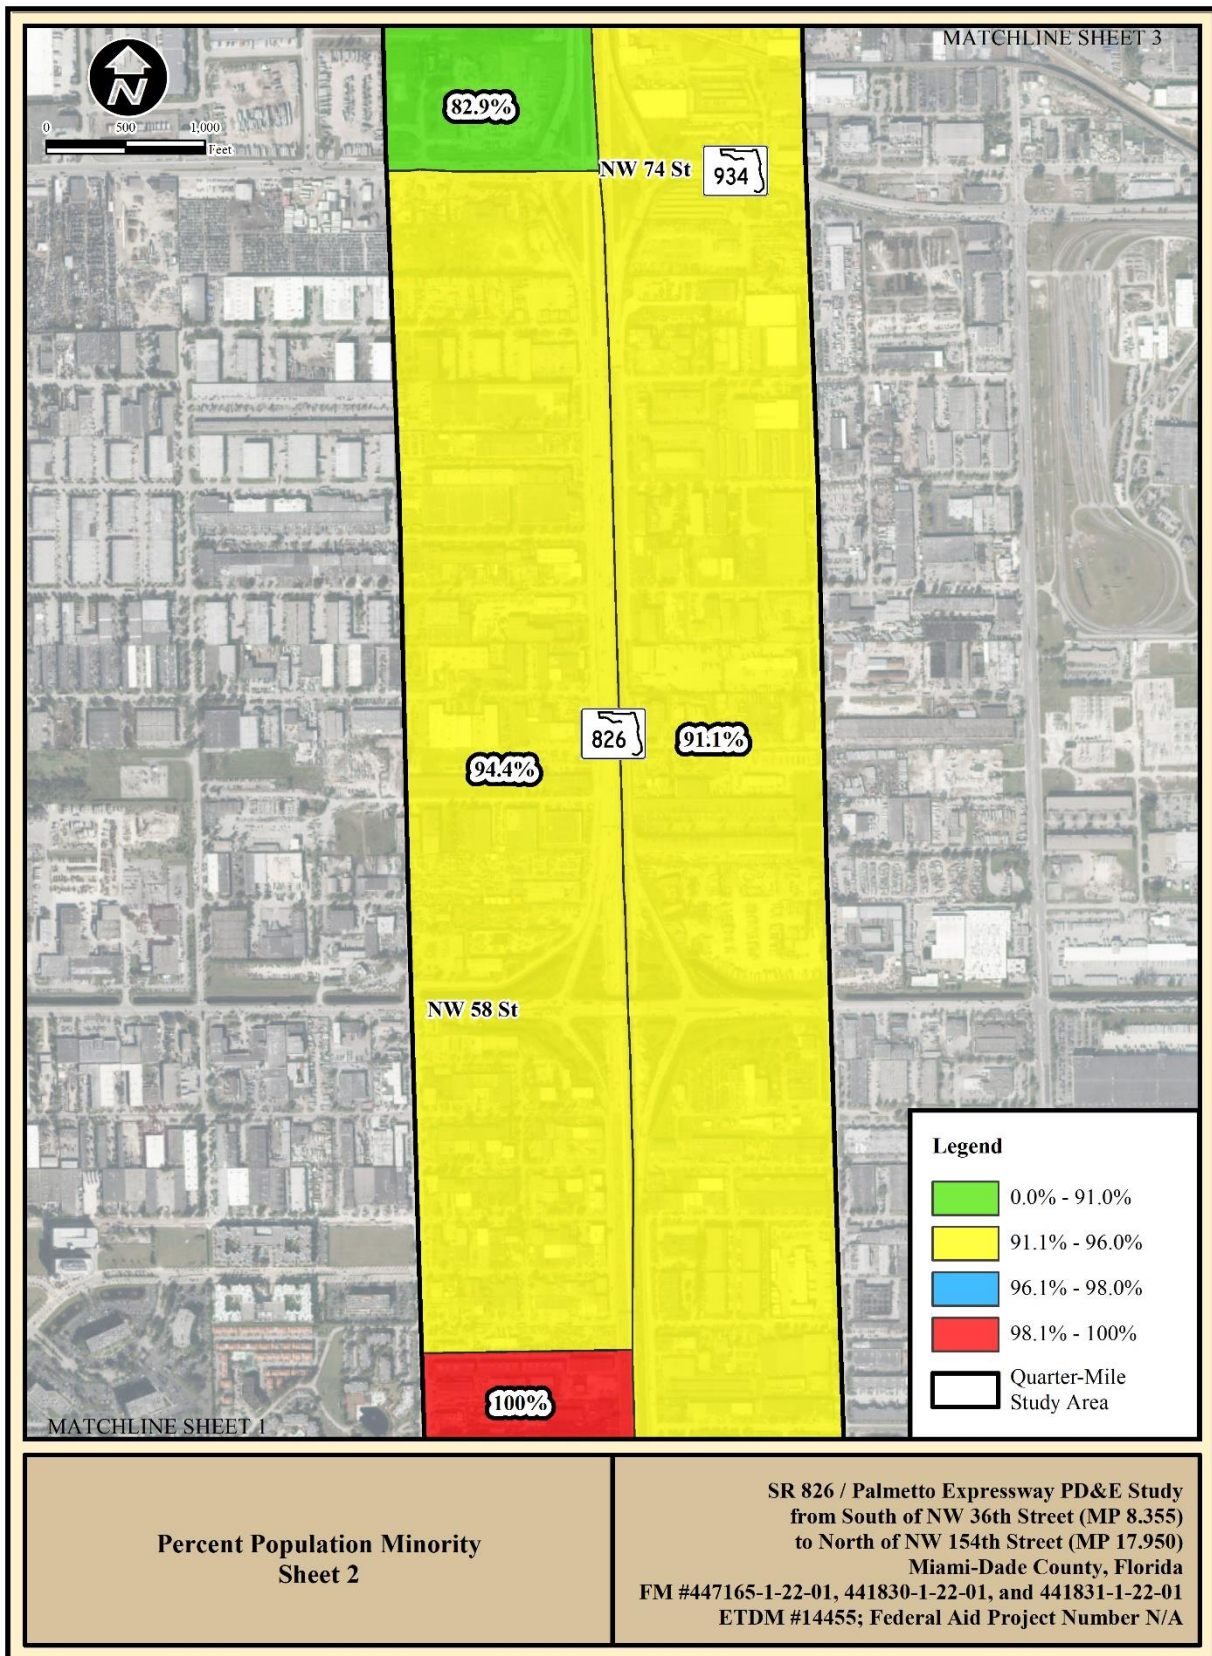 MATCHLINE SHEET 3
N
0 500 1,000
Feet
82.9%
NW 74 St
934
826
91.1%
94.4%
NW 58 St
100%
MATCHLINE SHEET 1
Legend
0.0% - 91.0%
91.1% - 96.0%
96.1% - 98.0%
98.1% - 100%
Quarter-Mile
Study Area
Percent Population Minority
Sheet 2
SR 826 / Palmetto Expressway PD&E Study
from South of NW 36th Street (MP 8.355)
to North of NW 154th Street (MP 17.950)
Miami-Dade County, Florida
FM #447165-1-22-01, 441830-1-22-01, and 441831-1-22-01
ETDM #14455; Federal Aid Project Number N/A